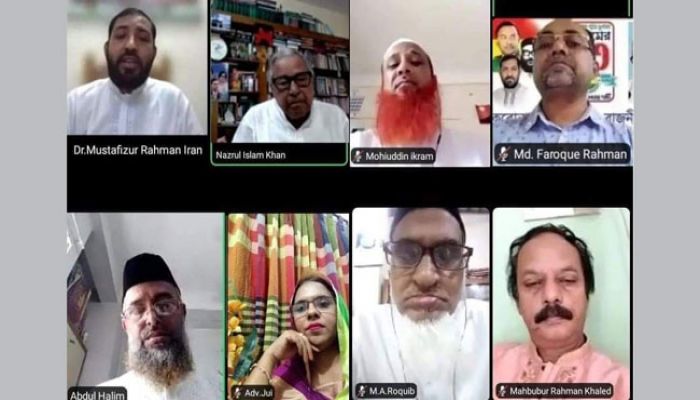 Dr.Mustafizur Rahman Iran
Nazrul Islam Khan
Mohiuddin ikram
Md. Faroque Rahman
Abdul Halim
Adv.Jui
M.A.Roquib
Mahbubur Rahman Khaled